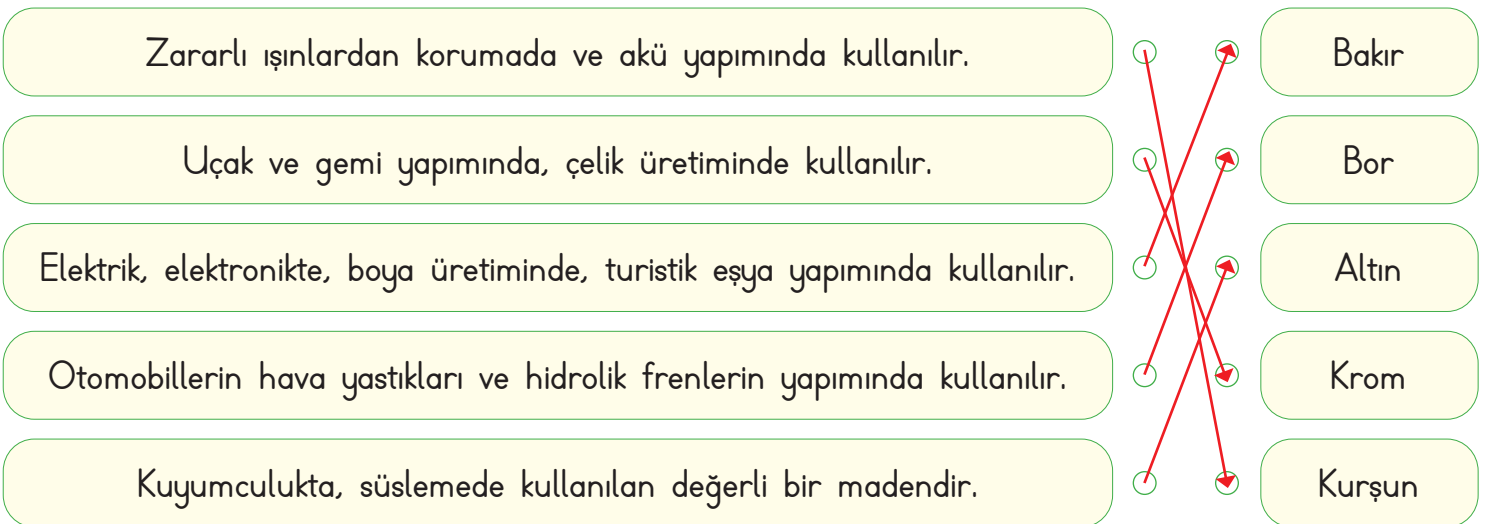 Zararlı ışınlardan korumada ve akü yapımında kullanılır.
Bakır
Uçak ve gemi yapımında, çelik üretiminde kullanılır.
Bor
Elektrik, elektronikte, boya üretiminde, turistik eşya yapımında kullanılır.
Altın
Otomobillerin hava yastıkları ve hidrolik frenlerin yapımında kullanılır.
Krom
Kuyumculukta, süslemede kullanılan değerli bir madendir.
Kurşun